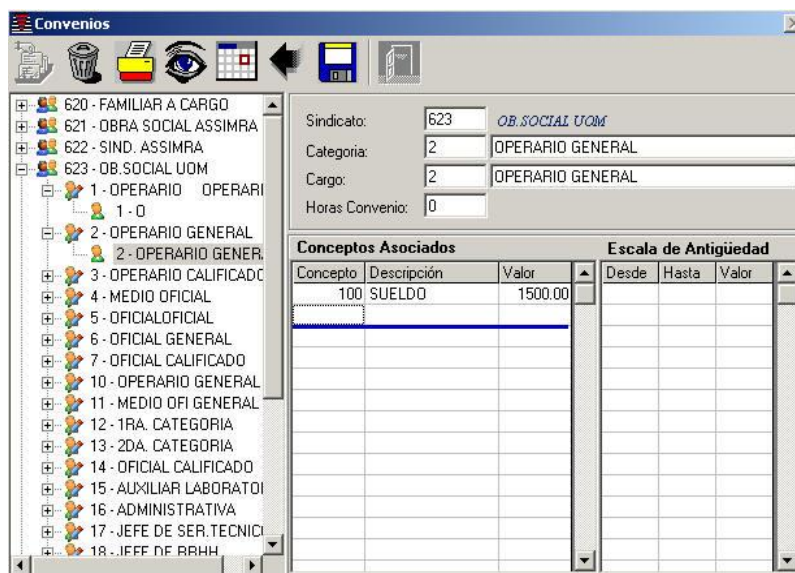 Convenios
620 - FAMILIAR A CARGO
621 - OBRA SOCIAL ASSIMRA
622 - SIND. ASSIMRA
623 - OB.SOCIAL UOM
1 - OPERARIO OPERARI
1 - 0
2 - OPERARIO GENERAL
2 - OPERARIO GENER
3 - OPERARIO CALIFICADO
4 - MEDIO OFICIAL
5 - OFICIALOFICIAL
6 - OFICIAL GENERAL
7 - OFICIAL CALIFICADO
10 - OPERARIO GENERAL
11 - MEDIO OFI GENERAL
12 - 1RA. CATEGORIA
13 - 2DA. CATEGORIA
14 - OFICIAL CALIFICADO
15 - AUXILIAR LABORATOI
16 - ADMINISTRATIVA
17 - JEFE DE SER.TECNIC
18 - JEFE DE RRHH
Sindicato: 623 OB.SOCIAL UOM
Categoria: 2 OPERARIO GENERAL
Cargo: 2 OPERARIO GENERAL
Horas Convenio: 0
Conceptos Asociados
Concepto Descripción Valor
100 SUELDO 1500.00
Escala de Antigüedad
Desde Hasta Valor